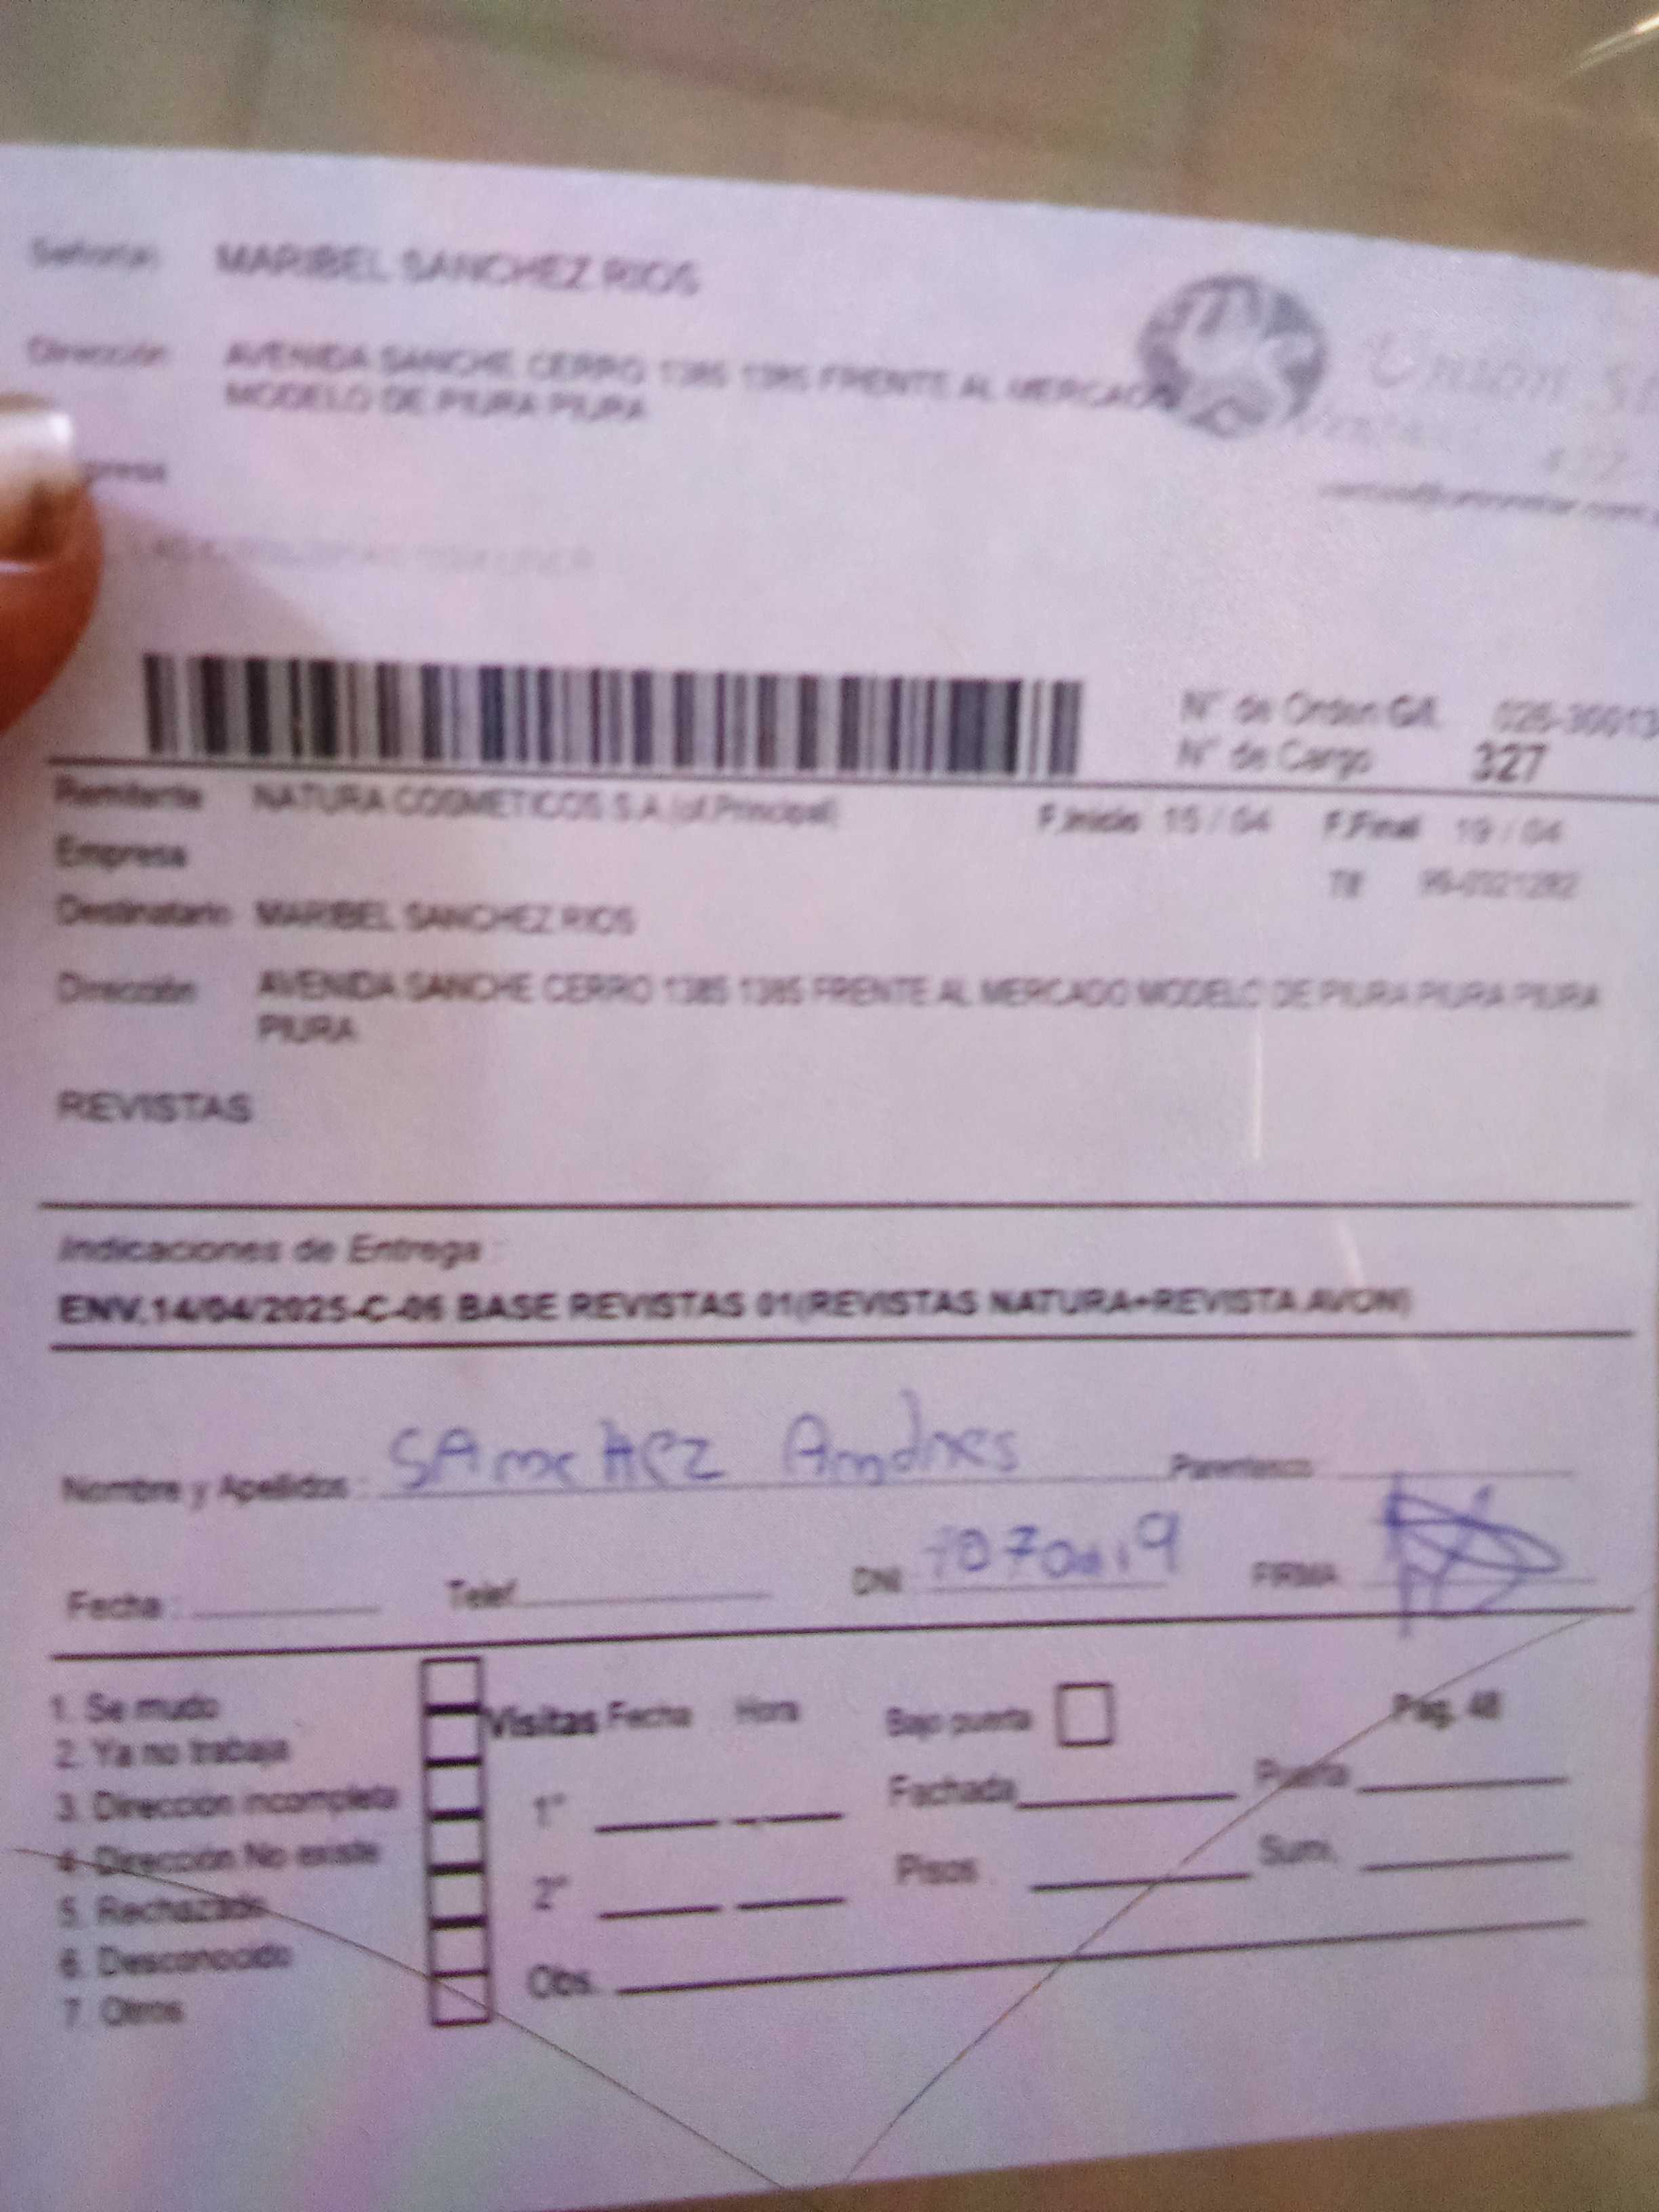 Señor(a) MARIBEL SANCHEZ RIOS
Dirección AVENIDA SANCHE CERRO 1385 1385 FRENTE AL MERCADO
MODELO DE PIURA PIURA
presa
Union
N° de Orden G/I. 026-30013
N° de Cargo 327
Remitente NATURA COSMETICOS S.A.(of.Principal) F.Inicio 15 / 04 F.Final 19 / 04
Empresa
Destinatario MARIBEL SANCHEZ RIOS
Dirección AVENIDA SANCHE CERRO 1385 1385 FRENTE AL MERCADO MODELO DE PIURA PIURA PIURA
PIURA
REVISTAS
Indicaciones de Entrega :
ENV.14/04/2025-C-06 BASE REVISTAS 01(REVISTAS NATURA+REVISTA AVON)
Nombre y Apellidos : SAncHez Andres Parentesco
Fecha : Telef. DNI FIRMA
1. Se mudo
2. Ya no trabaja
3. Dirección incompleta
4. Dirección No existe
5. Rechazado
6. Desconocido
7. Otros
Visitas Fecha Hora
1°
2°
Obs.
Bajo puerta
Fachada Puerta
Pisos : Sum.
Pag. 48